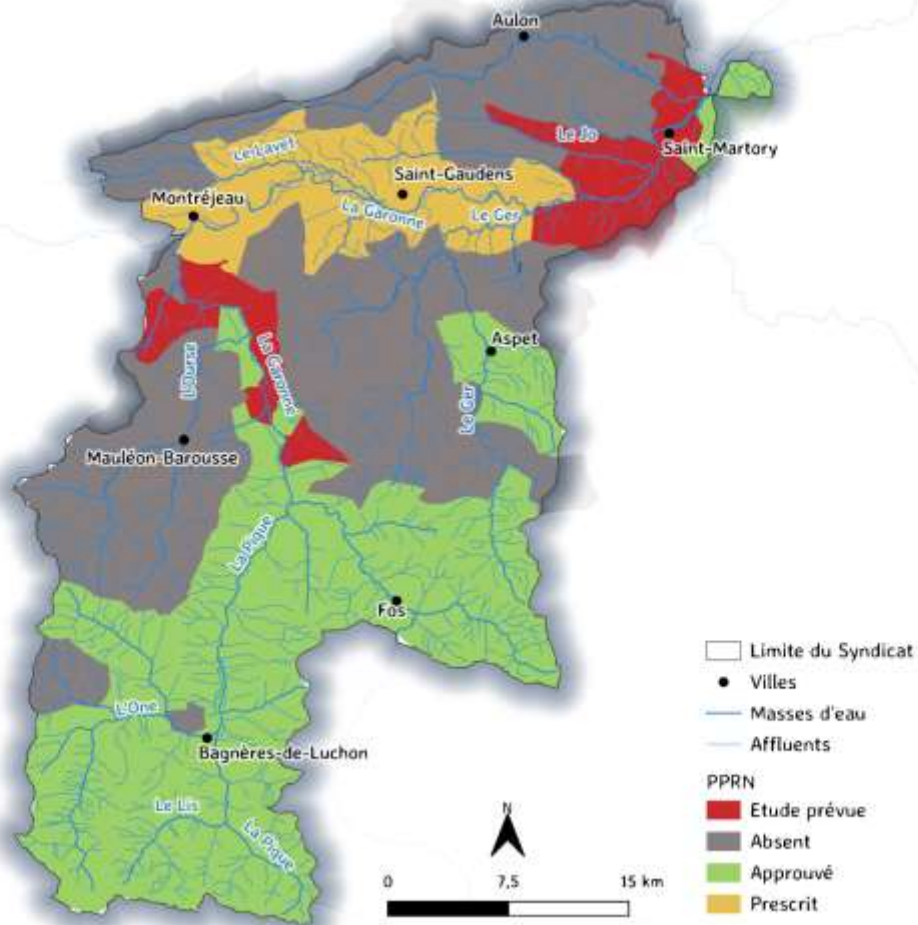 Aulon
Le Jo
Saint-Martory
Le Lavet
Saint-Gaudens
Montréjeau
La Garonne
Le Ger
La Garonne
Aspet
L'Ourse
Le Ger
Mauléon-Barousse
La Pique
Fos
L'One
Bagnères-de-Luchon
Le Lis
La Pique
Limite du Syndicat
Villes
Masses d'eau
Affluents
PPRN
Etude prévue
Absent
Approuvé
Prescrit
N
0 7,5 15 km